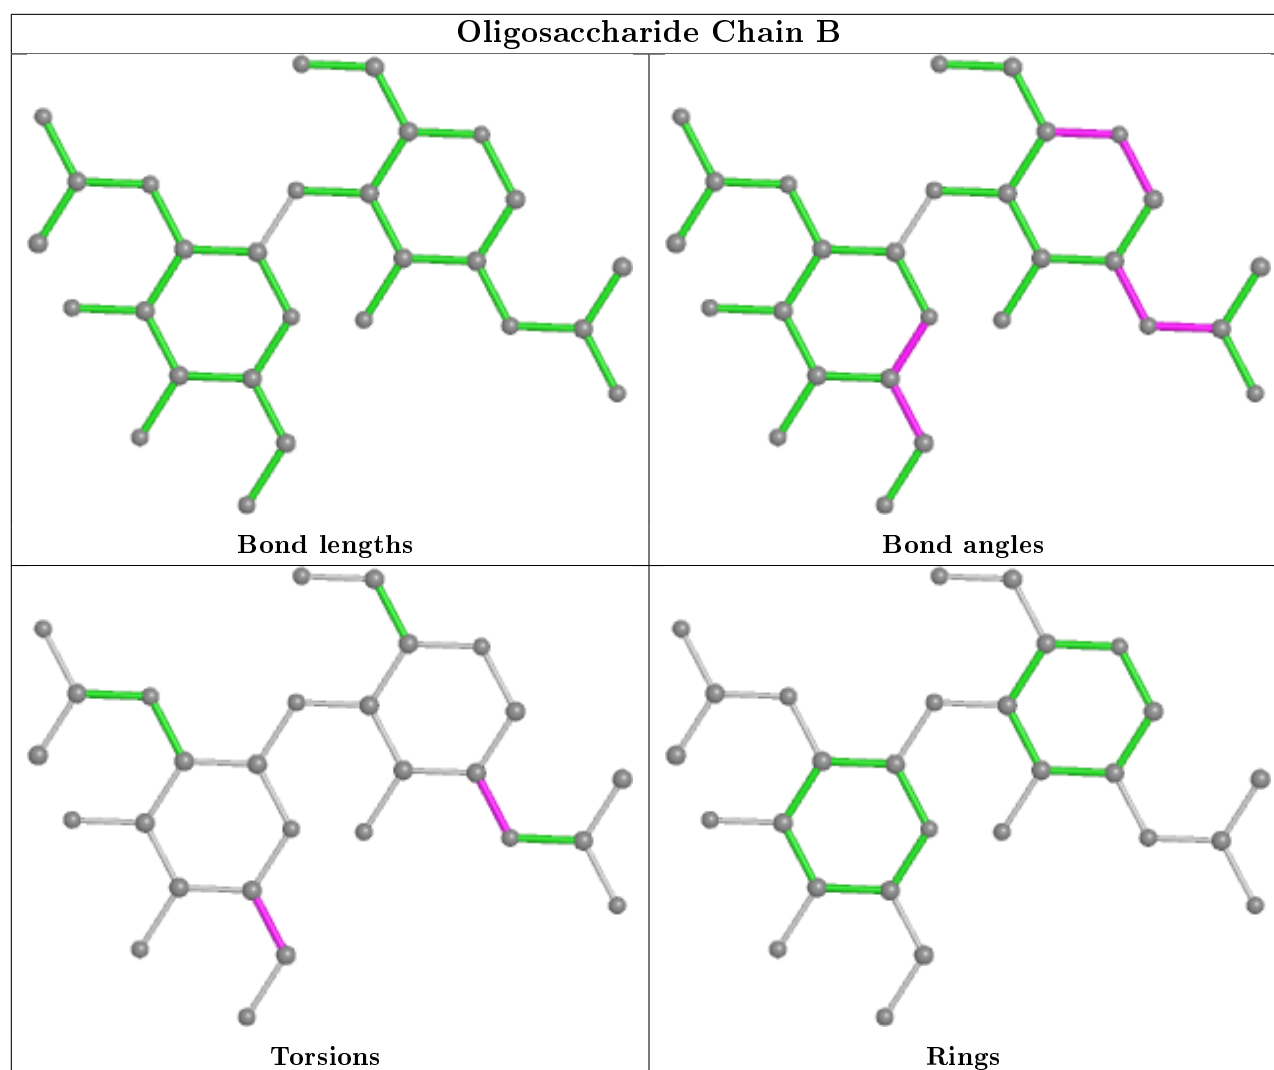 Oligosaccharide Chain B
Bond lengths
Bond angles
Torsions
Rings